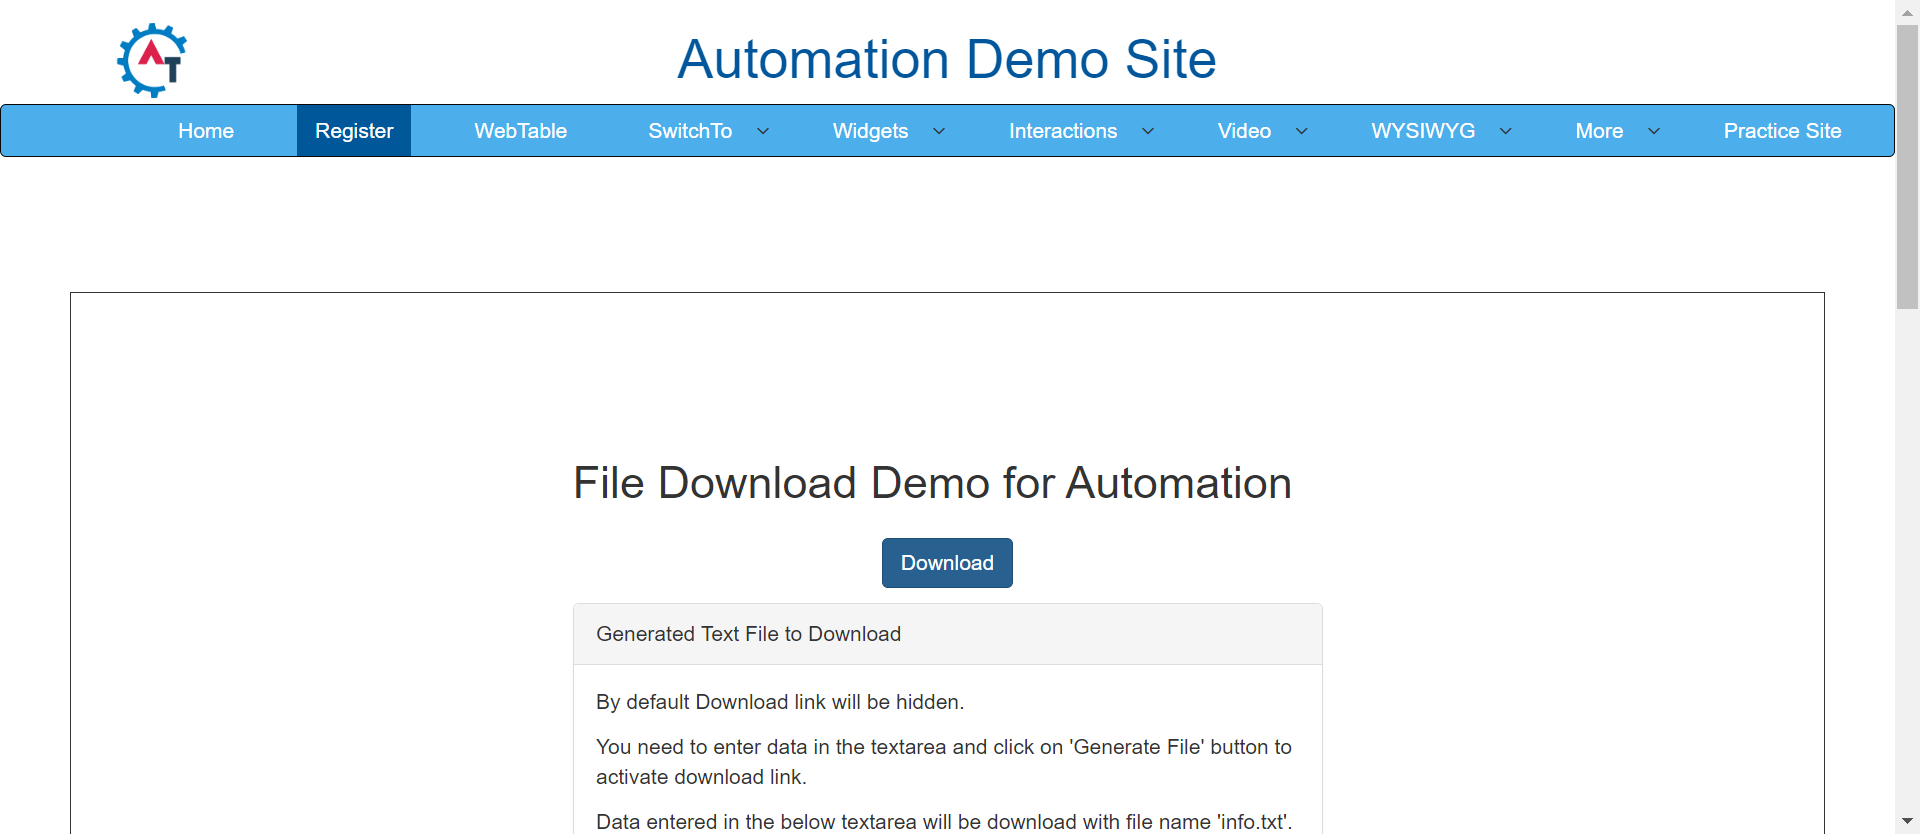 AT
Automation Demo Site
Home Register WebTable SwitchTo Widgets Interactions Video WYSIWYG More Practice Site
File Download Demo for Automation
Download
Generated Text File to Download
By default Download link will be hidden.
You need to enter data in the textarea and click on 'Generate File' button to
activate download link.
Data entered in the below textarea will be download with file name 'info.txt'.